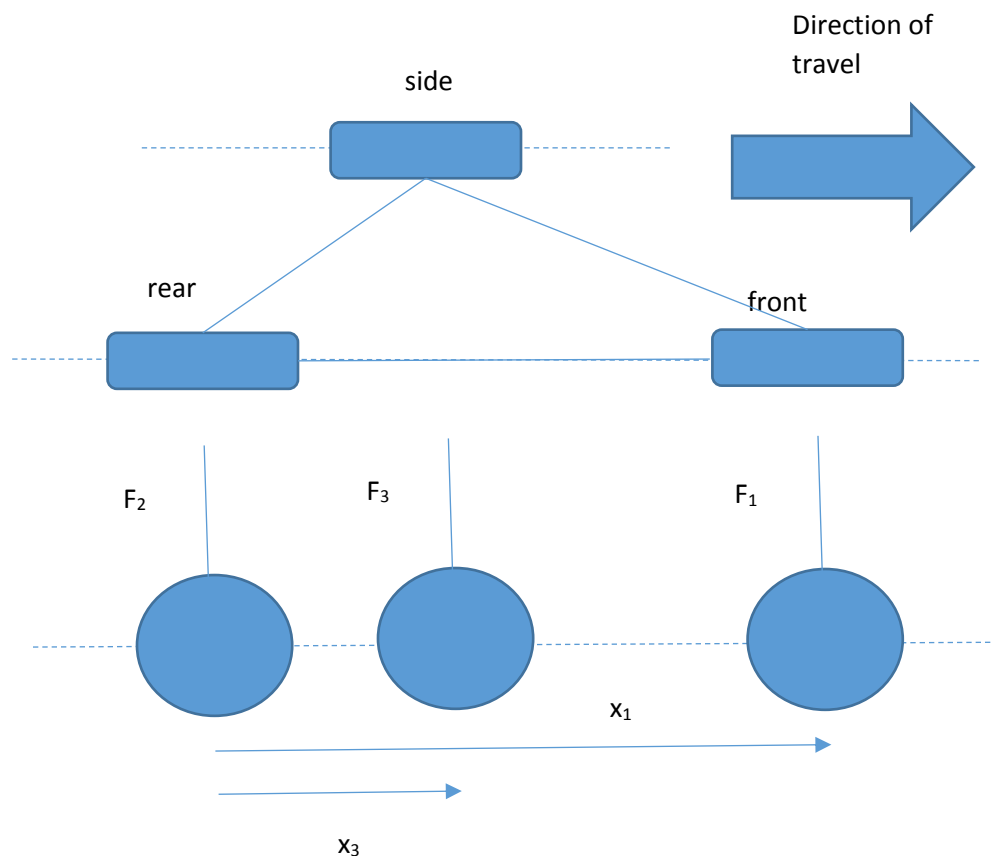 Direction of
travel
side
rear
front
F₂
F₃
F₁
x₁
x₃